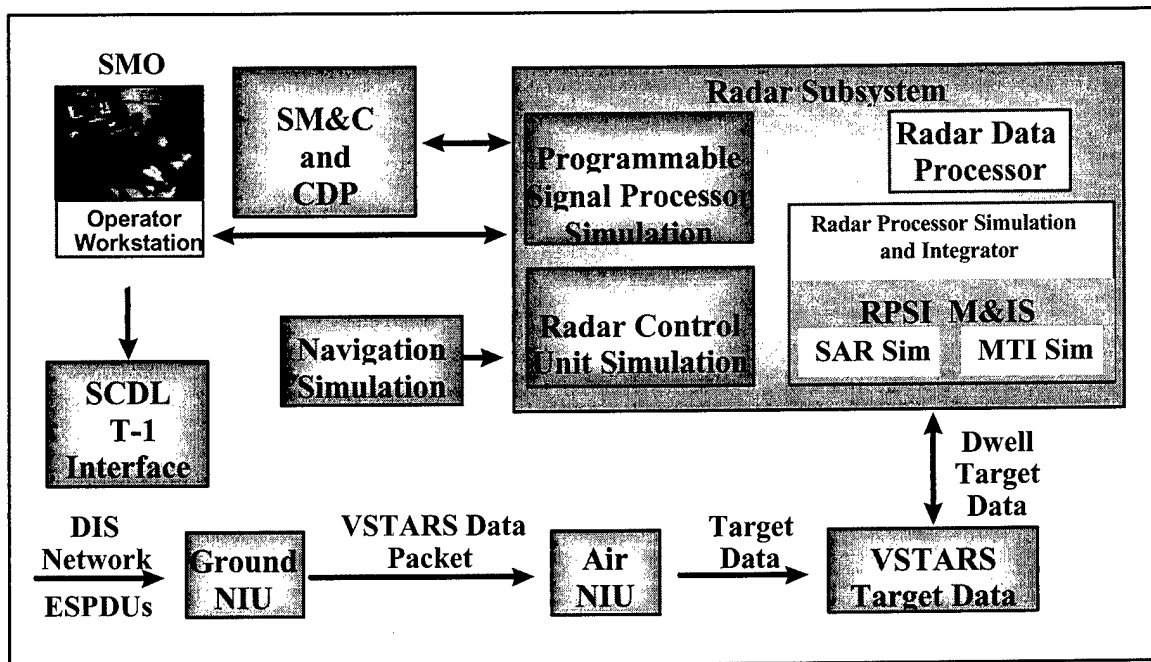 SMO
Operator
Workstation
SM&C
and
CDP
Radar Subsystem
Programmable
Signal Processor
Simulation
Radar Data
Processor
Radar Processor Simulation
and Integrator
RPSI M&IS
SAR Sim
MTI Sim
Radar Control
Unit Simulation
Navigation
Simulation
SCDL
T-1
Interface
Dwell
Target
Data
DIS
Network
ESPDUs
Ground
NIU
VSTARS Data
Packet
Air
NIU
Target
Data
VSTARS
Target Data